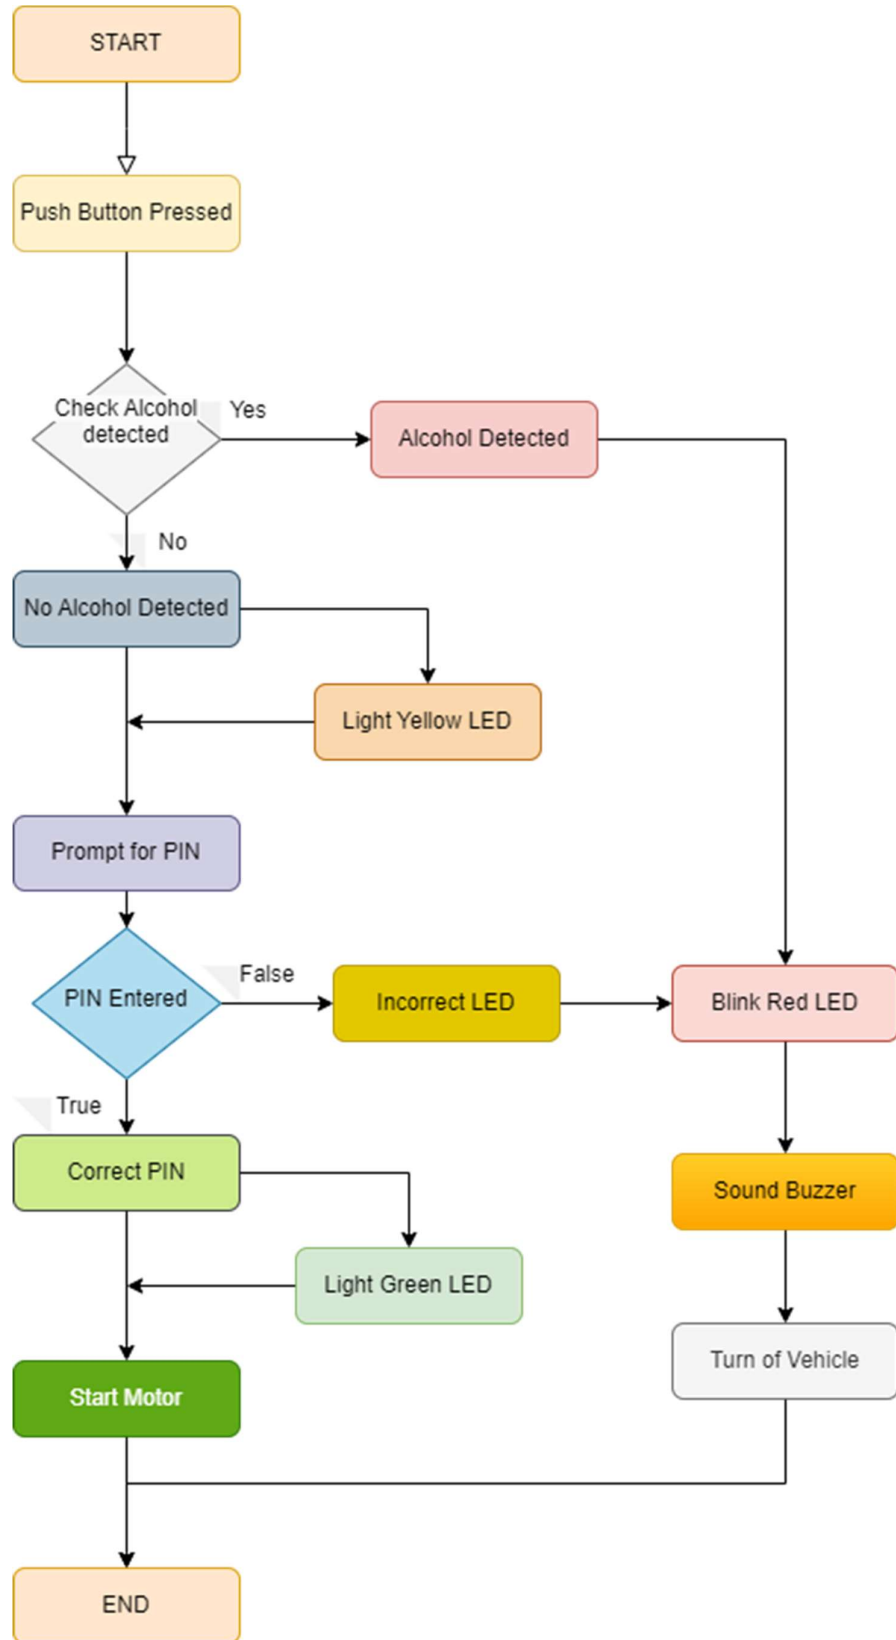 START
Push Button Pressed
Check Alcohol
detected
Yes
Alcohol Detected
No
No Alcohol Detected
Light Yellow LED
Prompt for PIN
PIN Entered
False
Incorrect LED
Blink Red LED
True
Correct PIN
Sound Buzzer
Light Green LED
Turn of Vehicle
Start Motor
END